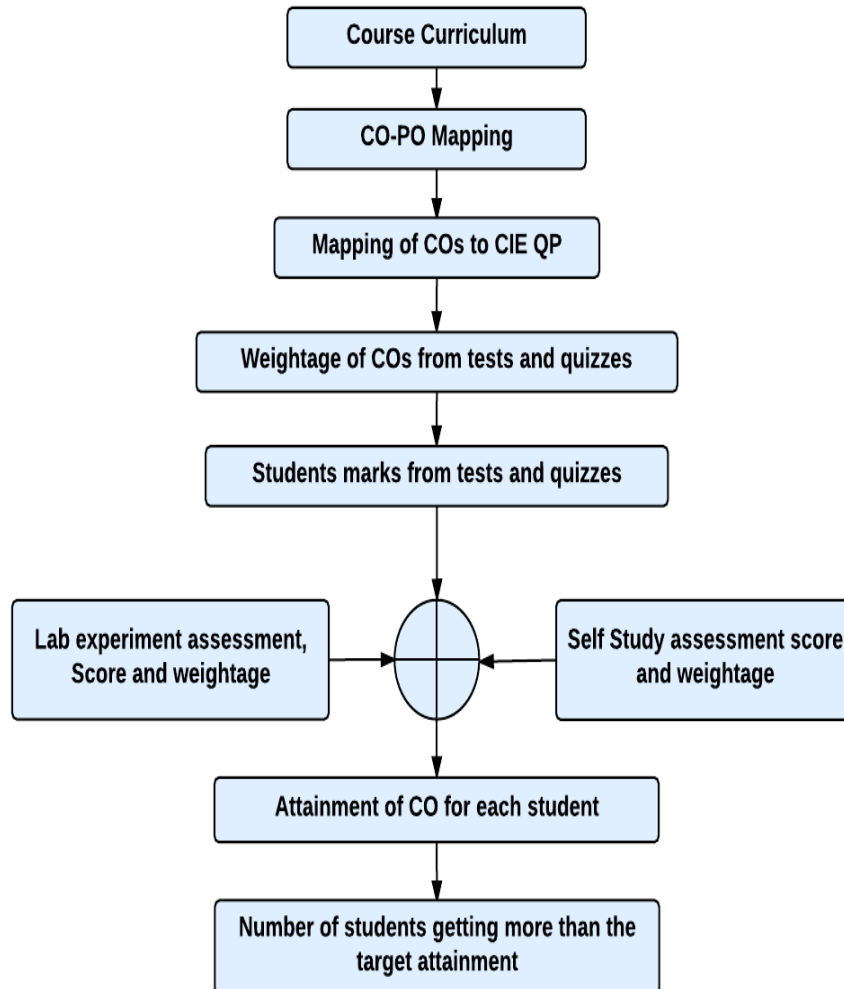 Course Curriculum
CO-PO Mapping
Mapping of COs to CIE QP
Weightage of COs from tests and quizzes
Students marks from tests and quizzes
Lab experiment assessment,
Score and weightage
Self Study assessment score
and weightage
Attainment of CO for each student
Number of students getting more than the
target attainment